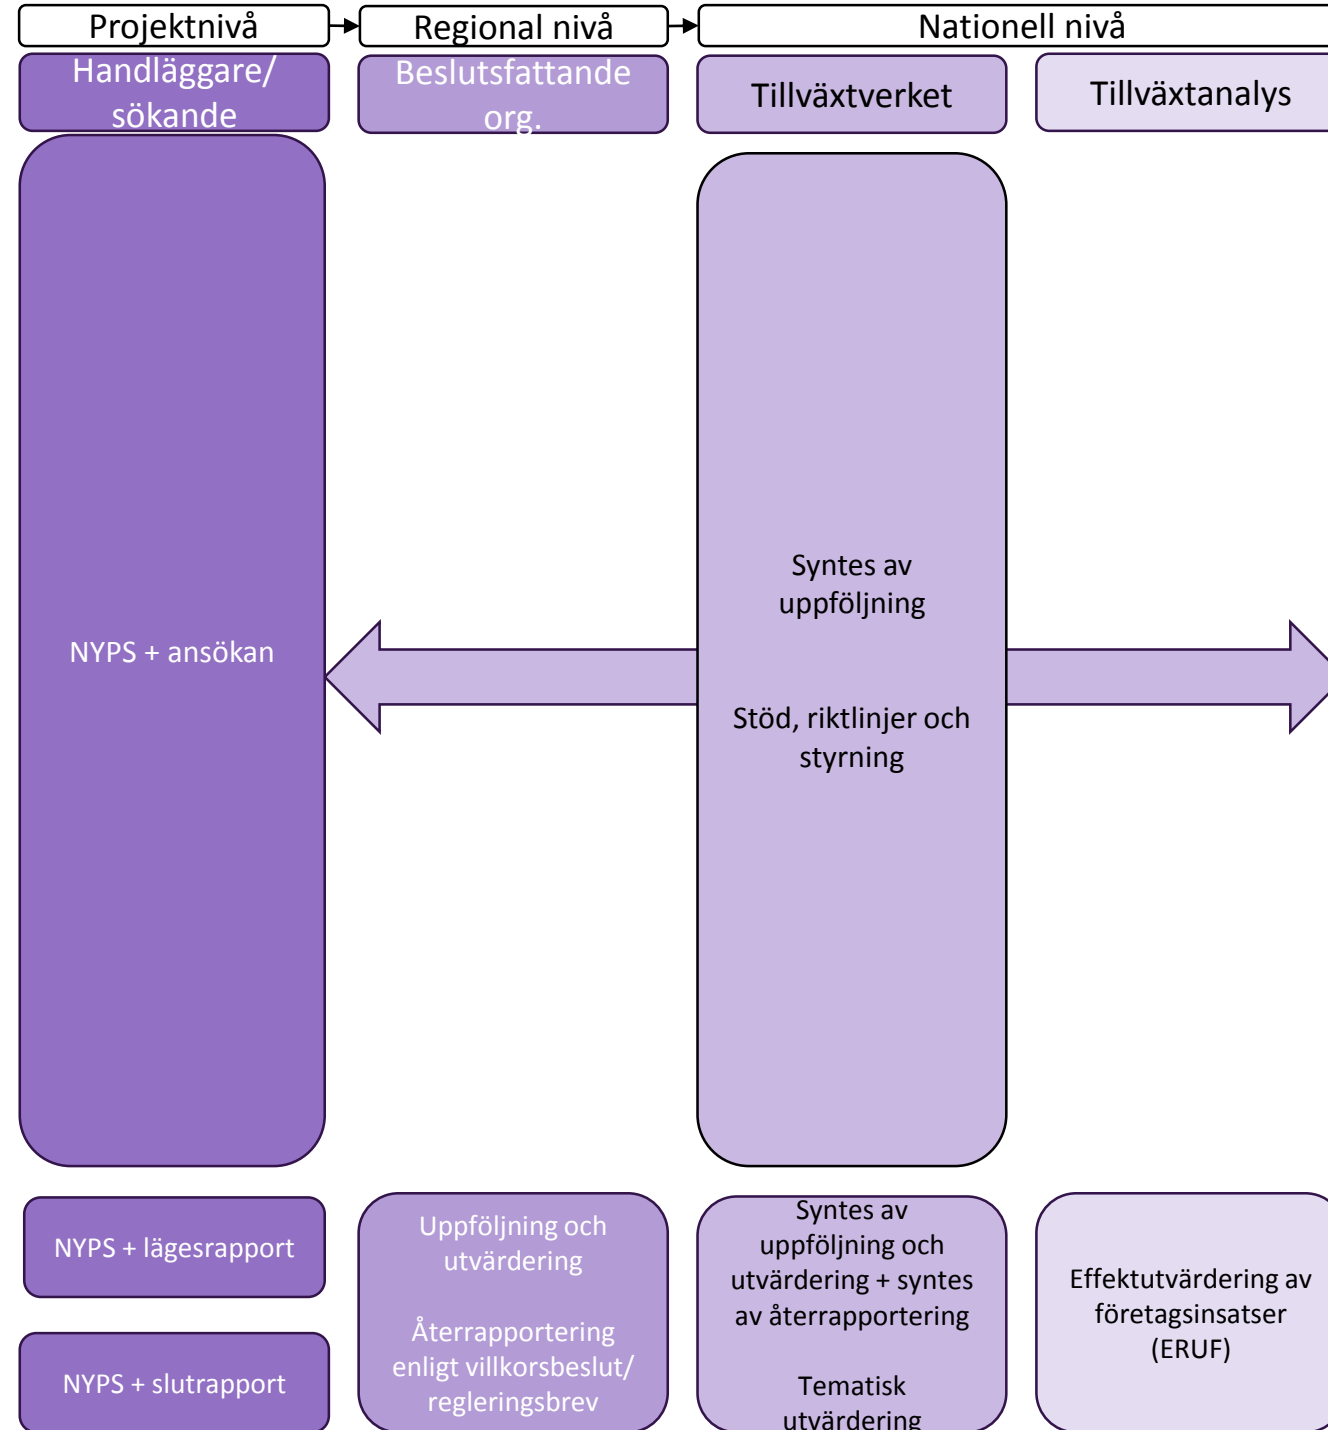 Projektnivå
Regional nivå
Nationell nivå
Handläggare/
sökande
Beslutsfattande
org.
Tillväxtverket
Tillväxtanalys
NYPS + ansökan
Syntes av
uppföljning
Stöd, riktlinjer och
styrning
NYPS + lägesrapport
NYPS + slutrapport
Uppföljning och
utvärdering
Återrapportering
enligt villkorsbeslut/
regleringsbrev
Syntes av
uppföljning och
utvärdering + syntes
av återrapportering
Tematisk
utvärdering
Effektutvärdering av
företagsinsatser
(ERUF)